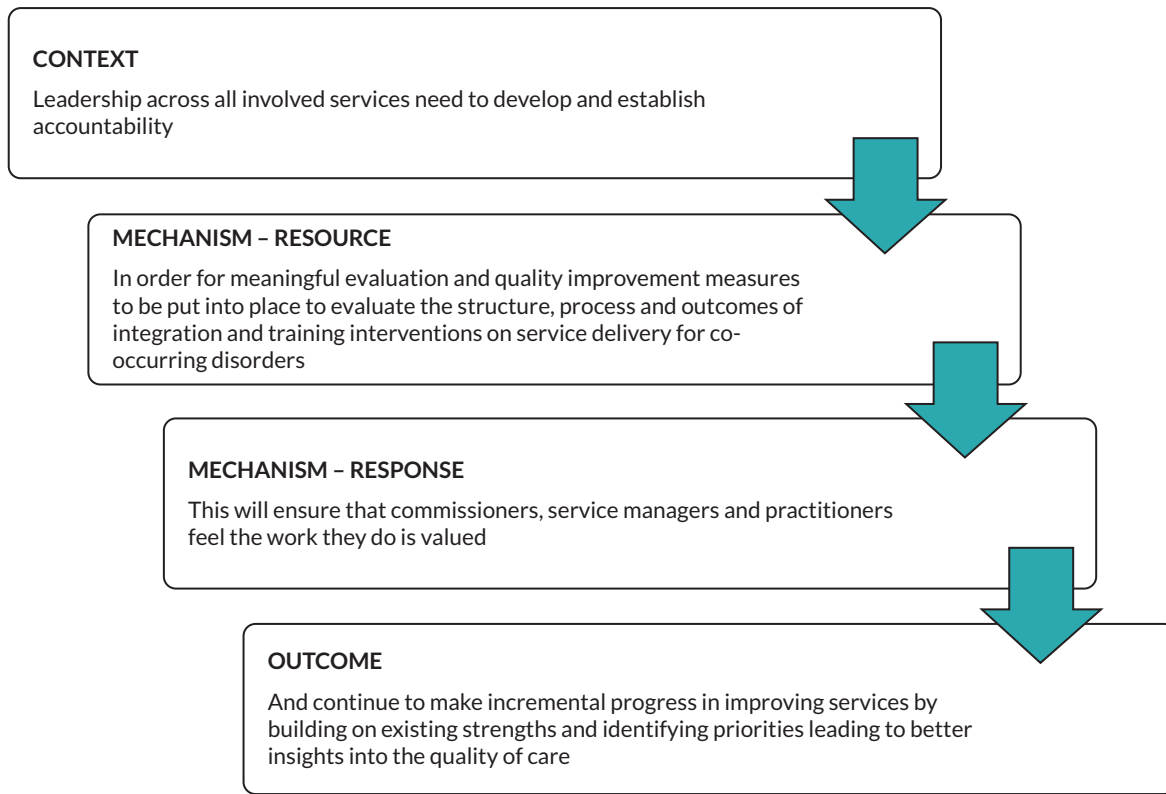 CONTEXT
Leadership across all involved services need to develop and establish
accountability
MECHANISM – RESOURCE
In order for meaningful evaluation and quality improvement measures
to be put into place to evaluate the structure, process and outcomes of
integration and training interventions on service delivery for co-
occurring disorders
MECHANISM – RESPONSE
This will ensure that commissioners, service managers and practitioners
feel the work they do is valued
OUTCOME
And continue to make incremental progress in improving services by
building on existing strengths and identifying priorities leading to better
insights into the quality of care